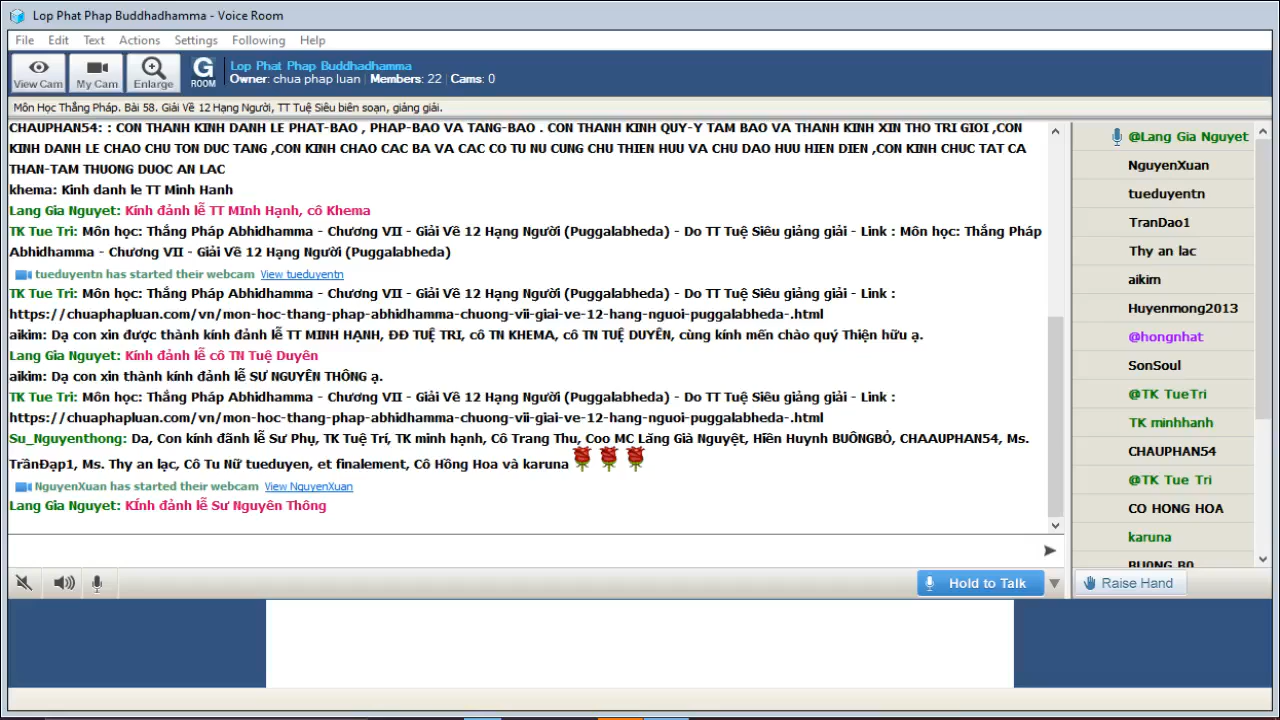 Lop Phat Phap Buddhadhamma - Voice Room
File Edit Text Actions Settings Following Help
View Cam My Cam Enlarge G ROOM
Lop Phat Phap Buddhadhamma
Owner: chua phap luan | Members: 22 | Cams: 0
Môn Học Thắng Pháp. Bài 58. Giải Về 12 Hạng Người, TT Tuệ Siêu biên soạn, giảng giải.
CHAUPHAN54: : CON THANH KINH DANH LE PHAT-BAO , PHAP-BAO VA TANG-BAO . CON THANH KINH QUY-Y TAM BAO VA THANH KINH XIN THO TRI GIOI ,CON
KINH DANH LE CHAO CHU TON DUC TANG ,CON KINH CHAO CAC BA VA CAC CO TU NU CUNG CHU THIEN HUU VA CHU DAO HUU HIEN DIEN ,CON KINH CHUC TAT CA
THAN-TAM THUONG DUOC AN LAC
khema: Kinh danh le TT Minh Hanh
Lang Gia Nguyet: Kính đảnh lễ TT MInh Hạnh, cô Khema
TK Tue Tri: Môn học: Thắng Pháp Abhidhamma - Chương VII - Giải Về 12 Hạng Người (Puggalabheda) - Do TT Tuệ Siêu giảng giải - Link : Môn học: Thắng Pháp
Abhidhamma - Chương VII - Giải Về 12 Hạng Người (Puggalabheda)
tueduyentn has started their webcam View tueduyentn
TK Tue Tri: Môn học: Thắng Pháp Abhidhamma - Chương VII - Giải Về 12 Hạng Người (Puggalabheda) - Do TT Tuệ Siêu giảng giải - Link :
https://chuaphapluan.com/vn/mon-hoc-thang-phap-abhidhamma-chuong-vii-giai-ve-12-hang-nguoi-puggalabheda-.html
aikim: Dạ con xin được thành kính đảnh lễ TT MINH HẠNH, ĐĐ TUỆ TRI, cô TN KHEMA, cô TN TUỆ DUYÊN, cùng kính mến chào quý Thiện hữu ạ.
Lang Gia Nguyet: Kính đảnh lễ cô TN Tuệ Duyên
aikim: Dạ con xin thành kính đảnh lễ SƯ NGUYÊN THÔNG ạ.
TK Tue Tri: Môn học: Thắng Pháp Abhidhamma - Chương VII - Giải Về 12 Hạng Người (Puggalabheda) - Do TT Tuệ Siêu giảng giải - Link :
https://chuaphapluan.com/vn/mon-hoc-thang-phap-abhidhamma-chuong-vii-giai-ve-12-hang-nguoi-puggalabheda-.html
Su_Nguyenthong: Dạ, Con kính đãnh lễ Sư Phụ, TK Tuệ Trí, TK minh hạnh, Cô Trang Thu, Coo MC Lăng Già Nguyệt, Hiên Huynh BUÔNGBỎ, CHAAUPHAN54, Ms.
TrầnĐạp1, Ms. Thy an lạc, Cô Tu Nữ tueduyen, et finalement, Cô Hồng Hoa và karuna
NguyenXuan has started their webcam View NguyenXuan
Lang Gia Nguyet: KÍnh đảnh lễ Sư Nguyên Thông
Hold to Talk
@Lang Gia Nguyet
NguyenXuan
tueduyentn
TranDao1
Thy an lac
aikim
Huyenmong2013
@hongnhat
SonSoul
@TK TueTri
TK minhhanh
CHAUPHAN54
@TK Tue Tri
CO HONG HOA
karuna
BUONG BO
Raise Hand